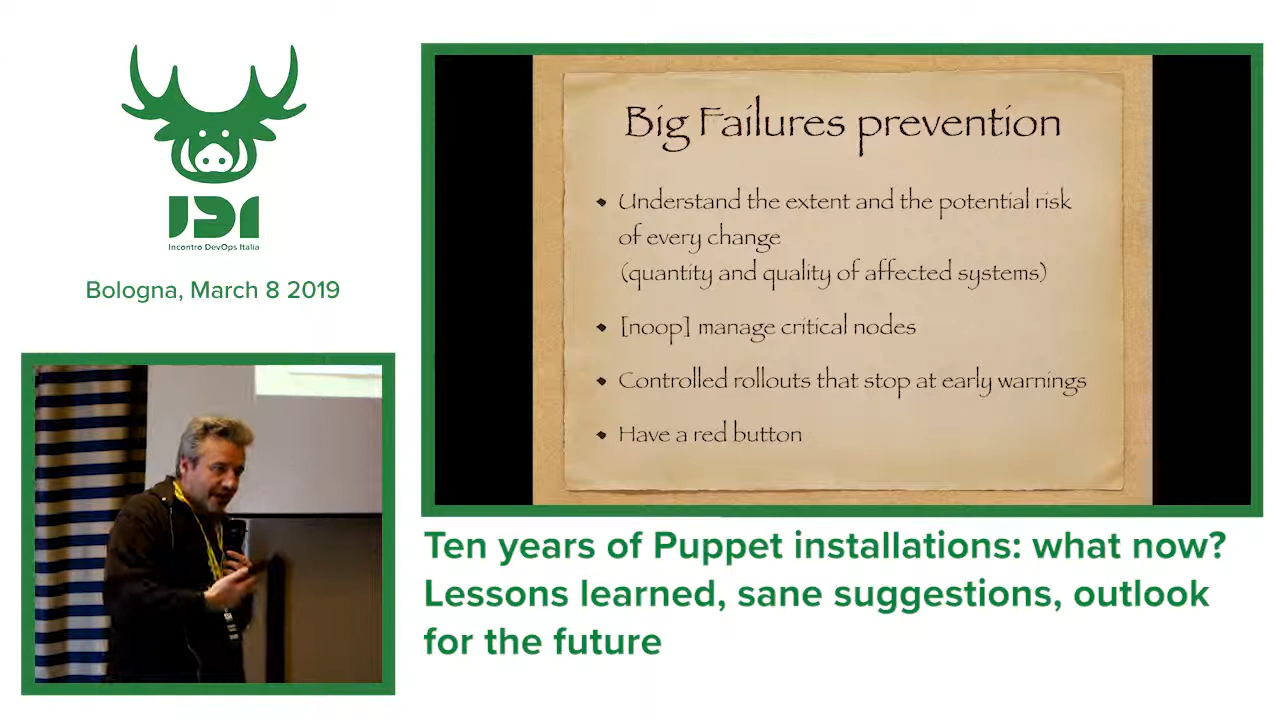 Incontro DevOps Italia
Bologna, March 8 2019
Big Failures prevention
Understand the extent and the potential risk
of every change
(quantity and quality of affected systems)
[noop] manage critical nodes
Controlled rollouts that stop at early warnings
Have a red button
Ten years of Puppet installations: what now?
Lessons learned, sane suggestions, outlook
for the future